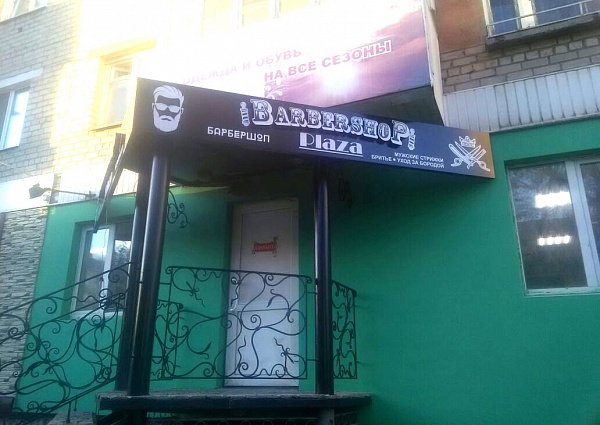 ОДЕЖДА И ОБУВЬ
НА ВСЕ СЕЗОНЫ
BARBERSHOP
БАРБЕРШОП
Plaza
МУЖСКИЕ СТРИЖКИ
БРИТЬЕ • УХОД ЗА БОРОДОЙ